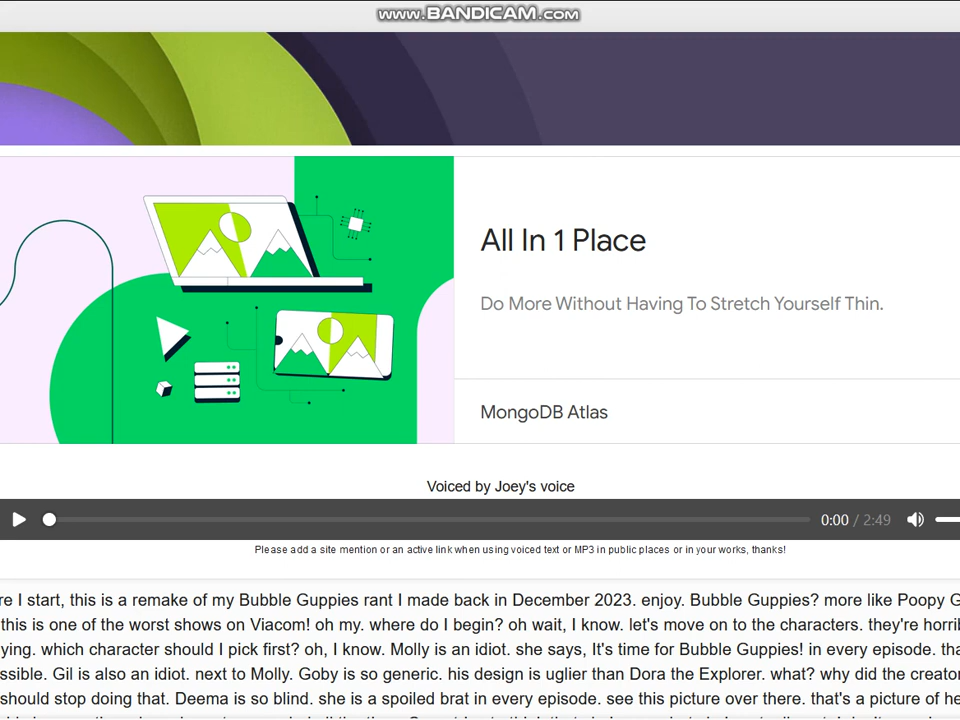 www.BANDICAM.com
All In 1 Place
Do More Without Having To Stretch Yourself Thin.
MongoDB Atlas
Voiced by Joey's voice
0:00 / 2:49
Please add a site mention or an active link when using voiced text or MP3 in public places or in your works, thanks!
re I start, this is a remake of my Bubble Guppies rant I made back in December 2023. enjoy. Bubble Guppies? more like Poopy G
this is one of the worst shows on Viacom! oh my. where do I begin? oh wait, I know. let's move on to the characters. they're horrib
ying. which character should I pick first? oh, I know. Molly is an idiot. she says, It's time for Bubble Guppies! in every episode. tha
ssible. Gil is also an idiot. next to Molly. Goby is so generic. his design is uglier than Dora the Explorer. what? why did the creator
should stop doing that. Deema is so blind. she is a spoiled brat in every episode. see this picture over there. that's a picture of he